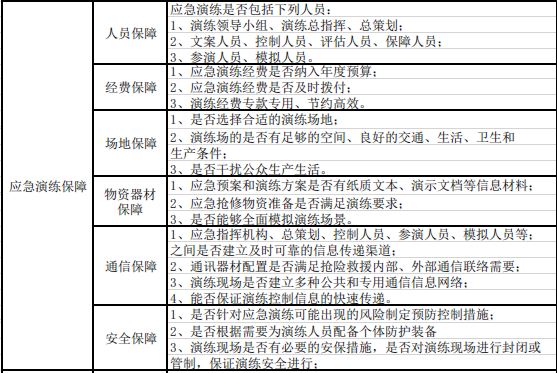 应急演练保障
人员保障
应急演练是否包括下列人员：
1、演练领导小组、演练总指挥、总策划；
2、文案人员、控制人员、评估人员、保障人员；
3、参演人员、模拟人员。
经费保障
1、应急演练经费是否纳入年度预算；
2、应急演练经费是否及时拨付；
3、演练经费专款专用、节约高效。
场地保障
1、是否选择合适的演练场地；
2、演练场的是否有足够的空间、良好的交通、生活、卫生和
生产条件；
3、是否干扰公众生产生活。
物资器材
保障
1、应急预案和演练方案是否有纸质文本、演示文档等信息材料；
2、应急抢修物资准备是否满足演练要求；
3、是否能够全面模拟演练场景。
通信保障
1、应急指挥机构、总策划、控制人员、参演人员、模拟人员等；
之间是否建立及时可靠的信息传递渠道；
2、通讯器材配置是否满足抢险救援内部、外部通信联络需要；
3、演练现场是否建立多种公共和专用通信信息网络；
4、能否保证演练控制信息的快速传递。
安全保障
1、是否针对应急演练可能出现的风险制定预防控制措施；
2、是否根据需要为演练人员配备个体防护装备
3、演练现场是否有必要的安保措施，是否对演练现场进行封闭或
管制，保证演练安全进行；